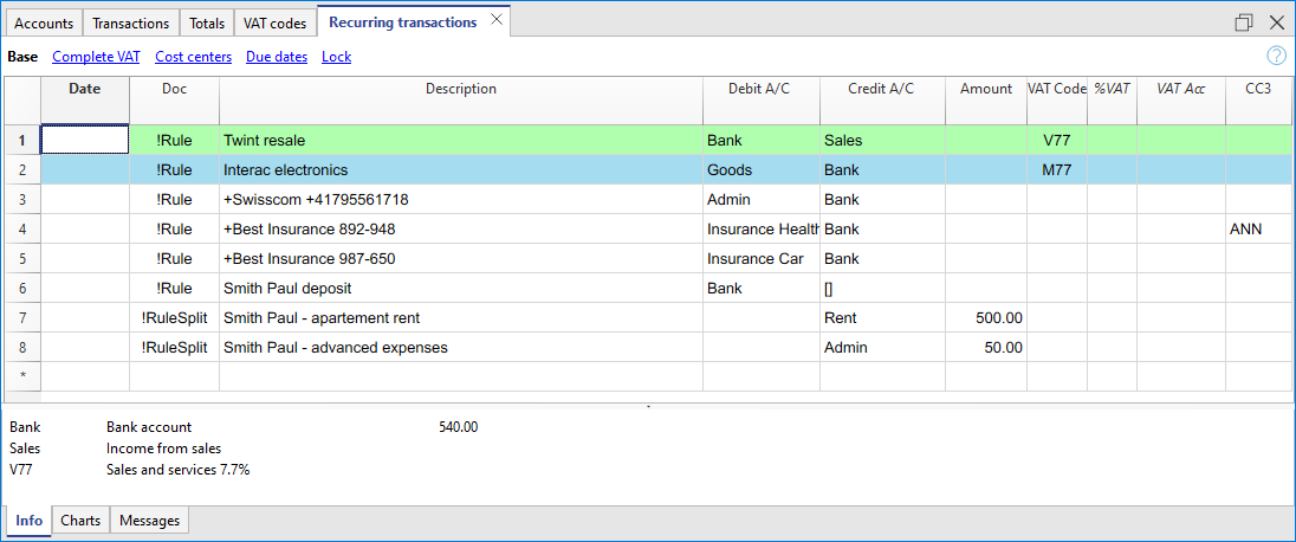 Accounts Transactions Totals VAT codes Recurring transactions
Base Complete VAT Cost centers Due dates Lock
Date Doc Description Debit A/C Credit A/C Amount VAT Code %VAT VAT Acc CC3
1 !Rule Twint resale Bank Sales V77
2 !Rule Interac electronics Goods Bank M77
3 !Rule +Swisscom +41795561718 Admin Bank
4 !Rule +Best Insurance 892-948 Insurance Health Bank ANN
5 !Rule +Best Insurance 987-650 Insurance Car Bank
6 !Rule Smith Paul deposit Bank []
7 !RuleSplit Smith Paul - apartement rent Rent 500.00
8 !RuleSplit Smith Paul - advanced expenses Admin 50.00
*
Bank Bank account 540.00
Sales Income from sales
V77 Sales and services 7.7%
Info Charts Messages